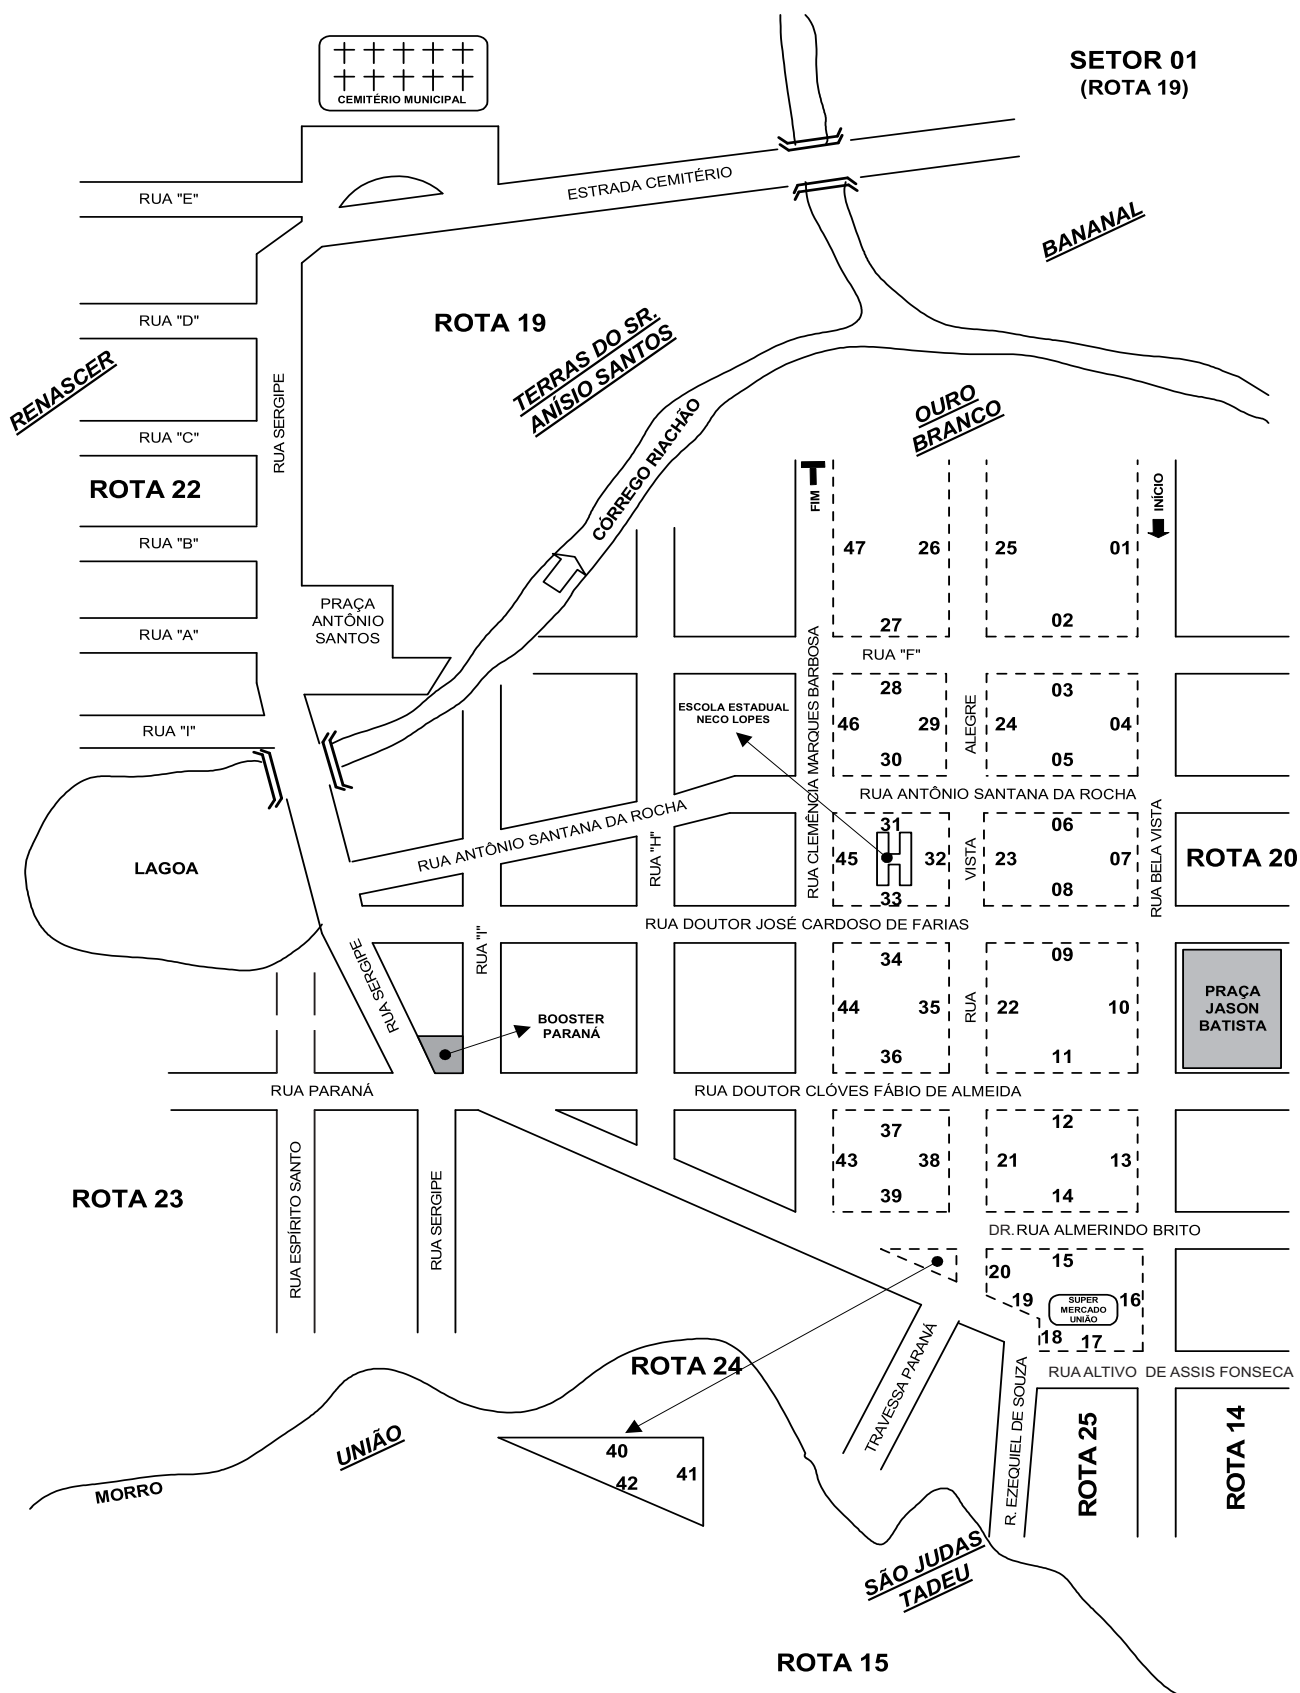 SETOR 01
(ROTA 19)
CEMITÉRIO MUNICIPAL
RUA "E"
ESTRADA CEMITÉRIO
BANANAL
RUA "D"
ROTA 19
TERRAS DO SR.
ANÍSIO SANTOS
RENASCER
RUA SERGIPE
OURO
BRANCO
RUA "C"
CÓRREGO RIACHÃO
ROTA 22
FIM
INÍCIO
RUA "B"
47
26
25
01
PRAÇA
ANTÔNIO
SANTOS
RUA "A"
27
02
RUA "F"
RUA CLEMÊNCIA MARQUES BARBOSA
28
03
ESCOLA ESTADUAL
NECO LOPES
46
29
ALEGRE
24
04
RUA "I"
30
05
RUA ANTÔNIO SANTANA DA ROCHA
RUA ANTÔNIO SANTANA DA ROCHA
RUA "H"
31
06
LAGOA
45
32
VISTA
23
07
RUA BELA VISTA
ROTA 20
33
08
RUA DOUTOR JOSÉ CARDOSO DE FARIAS
RUA SERGIPE
RUA "I"
34
09
BOOSTER
PARANÁ
44
35
RUA
22
10
PRAÇA
JASON
BATISTA
36
11
RUA PARANÁ
RUA DOUTOR CLÓVES FÁBIO DE ALMEIDA
37
12
43
38
21
13
ROTA 23
RUA ESPÍRITO SANTO
RUA SERGIPE
39
14
DR. RUA ALMERINDO BRITO
15
20
19
SUPER
MERCADO
UNIÃO
16
18
17
ROTA 24
TRAVESSA PARANÁ
R. EZEQUIEL DE SOUZA
RUA ALTIVO DE ASSIS FONSECA
UNIÃO
40
41
42
MORRO
ROTA 25
ROTA 14
SÃO JUDAS
TADEU
ROTA 15